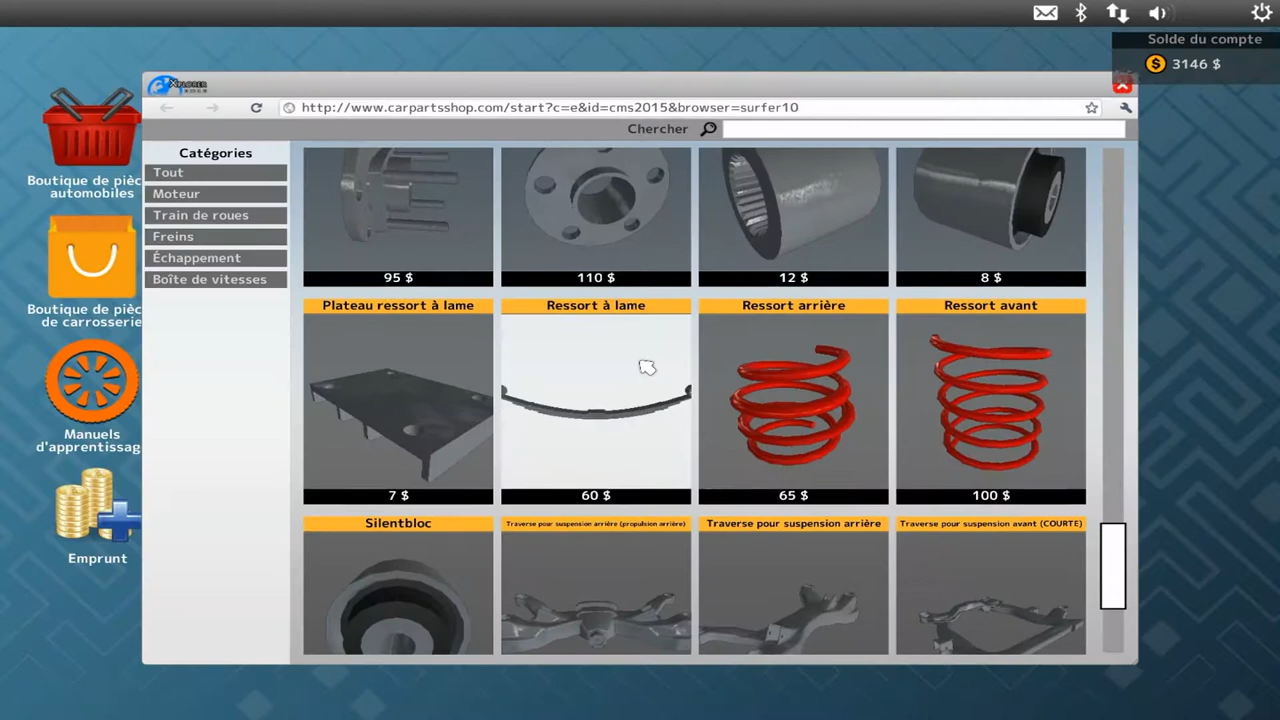 Solde du compte
3146 $
XPLORER
http://www.carpartsshop.com/start?c=e&id=cms2015&browser=surfer10
Chercher
Boutique de pièc
automobiles
Boutique de pièc
de carrosserie
Manuels
d'apprentissag
Emprunt
Catégories
Tout
Moteur
Train de roues
Freins
Échappement
Boîte de vitesses
95 $
110 $
12 $
8 $
Plateau ressort à lame
Ressort à lame
Ressort arrière
Ressort avant
7 $
60 $
65 $
100 $
Silentbloc
Traverse pour suspension arrière (propulsion arrière)
Traverse pour suspension arrière
Traverse pour suspension avant (COURTE)